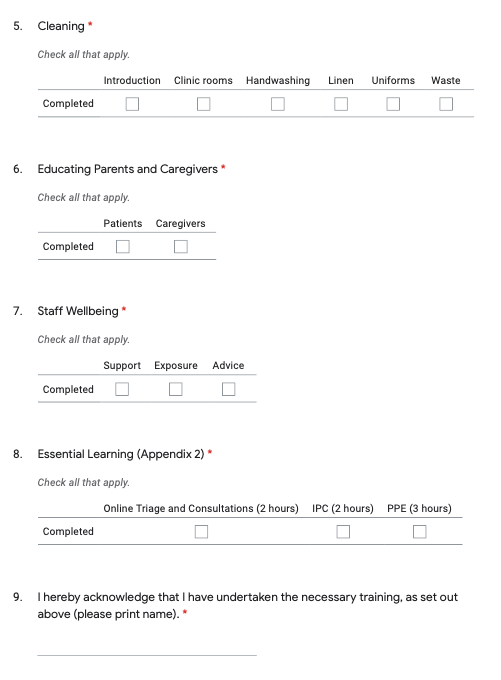 5. Cleaning *
Check all that apply.
Introduction Clinic rooms Handwashing Linen Uniforms Waste
Completed
6. Educating Parents and Caregivers *
Check all that apply.
Patients Caregivers
Completed
7. Staff Wellbeing *
Check all that apply.
Support Exposure Advice
Completed
8. Essential Learning (Appendix 2) *
Check all that apply.
Online Triage and Consultations (2 hours) IPC (2 hours) PPE (3 hours)
Completed
9. I hereby acknowledge that I have undertaken the necessary training, as set out
above (please print name). *